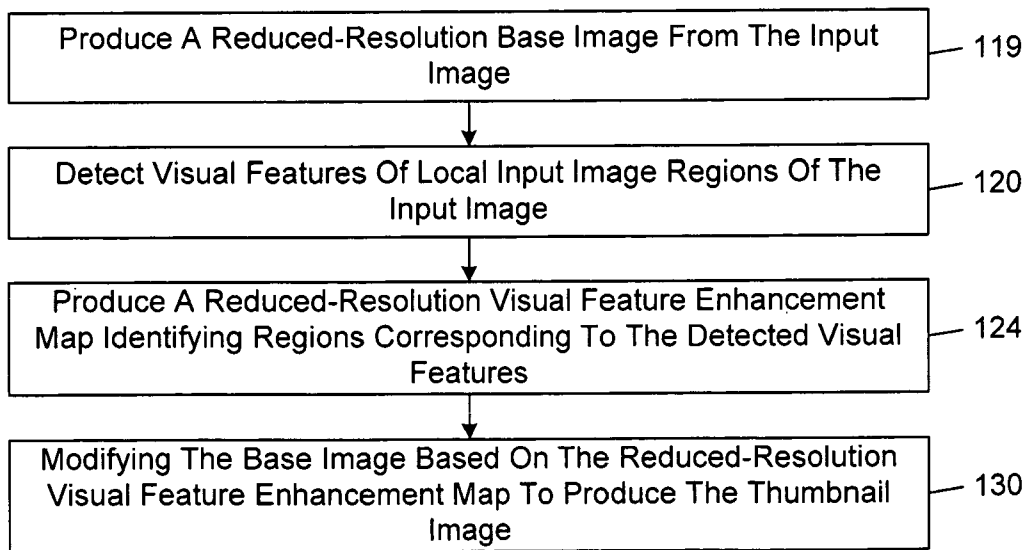 Produce A Reduced-Resolution Base Image From The Input
Image
119
Detect Visual Features Of Local Input Image Regions Of The
Input Image
120
Produce A Reduced-Resolution Visual Feature Enhancement
Map Identifying Regions Corresponding To The Detected Visual
Features
124
Modifying The Base Image Based On The Reduced-Resolution
Visual Feature Enhancement Map To Produce The Thumbnail
Image
130